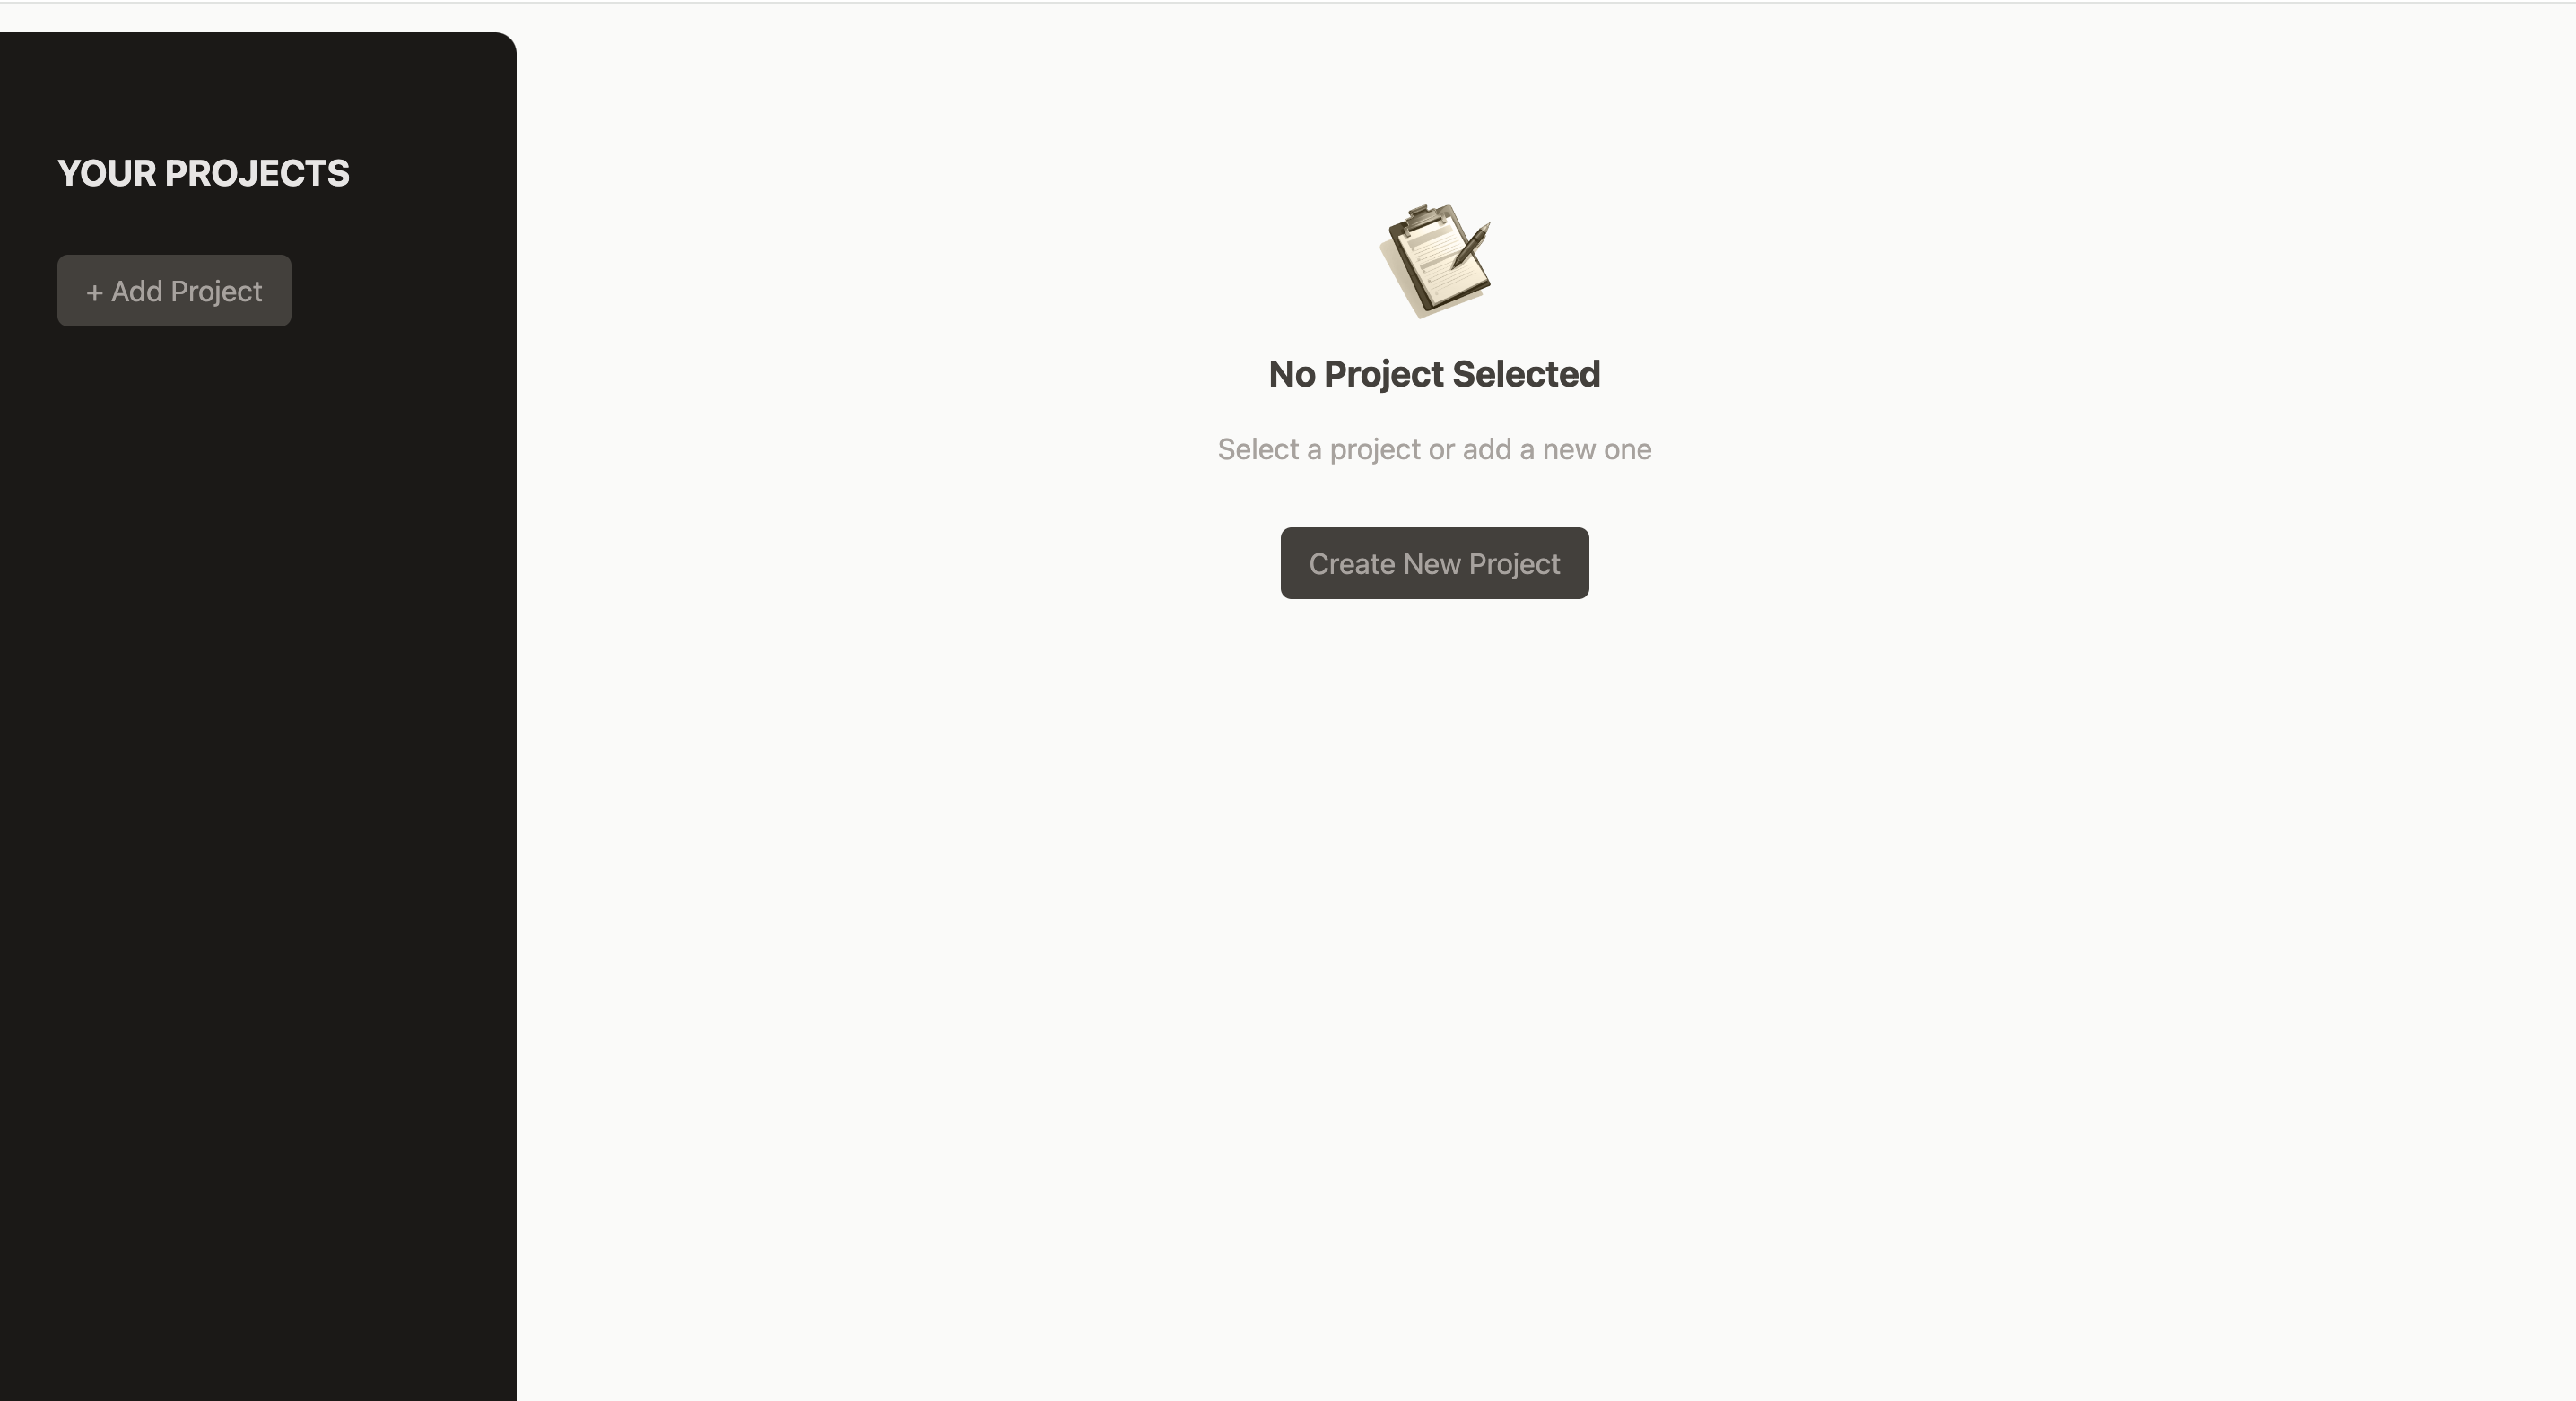 YOUR PROJECTS
+ Add Project
No Project Selected
Select a project or add a new one
Create New Project